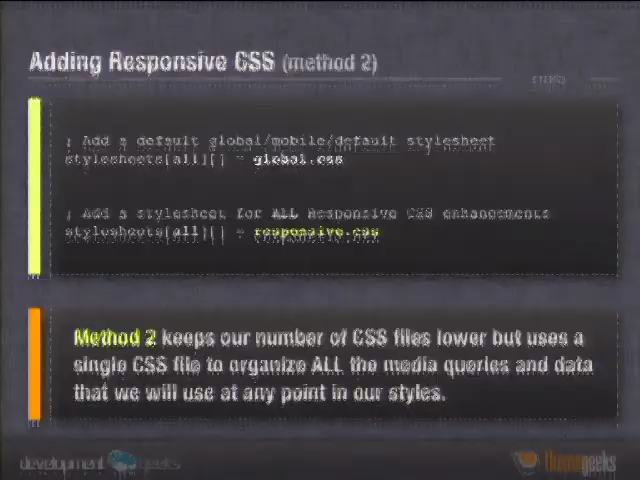 Adding Responsive CSS (method 2)
; Add a default global/mobile/default stylesheet
stylesheets[all][] = global.css
; Add a stylesheet for ALL Responsive CSS enhancements
stylesheets[all][] = responsive.css
Method 2 keeps our number of CSS files lower but uses a
single CSS file to organize ALL the media queries and data
that we will use at any point in our styles.
development geeks
themegeeks